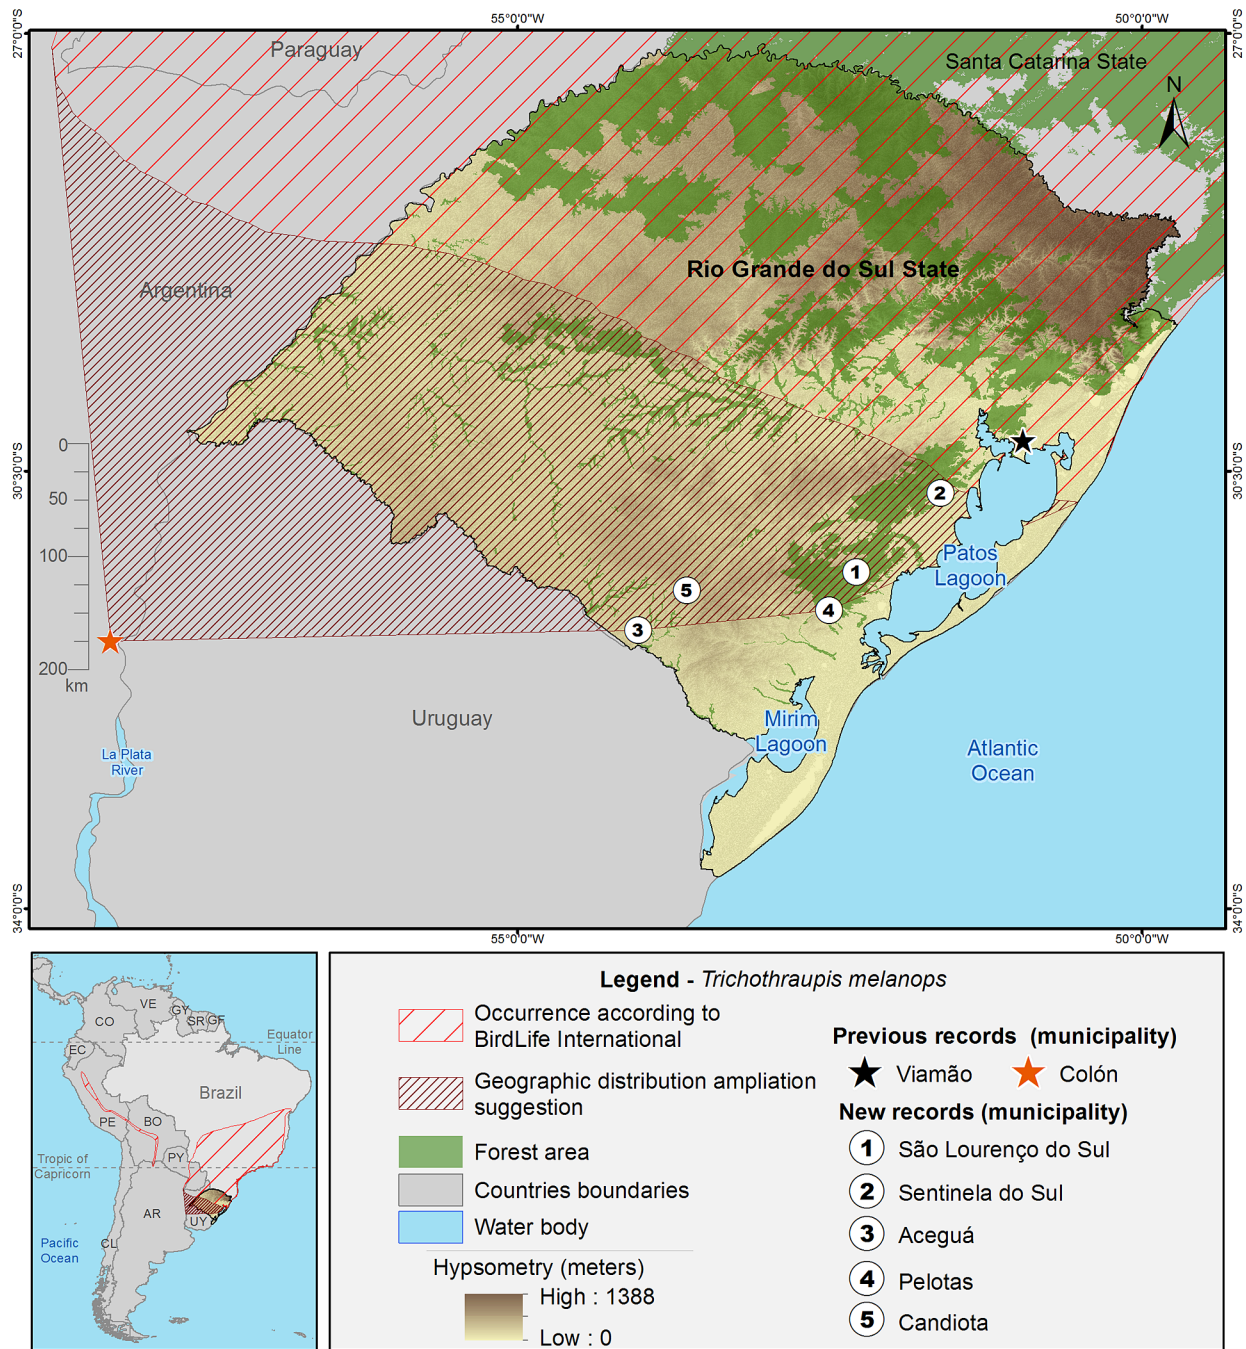 55°0'0"W
50°0'0"W
27°0'0"S
27°0'0"S
Paraguay
Santa Catarina State
N
Rio Grande do Sul State
Argentina
0
30°30'0"S
30°30'0"S
50
2
Patos
Lagoon
100
1
5
4
3
200
km
Uruguay
Mirim
Lagoon
La Plata
River
Atlantic
Ocean
34°0'0"S
34°0'0"S
55°0'0"W
50°0'0"W
VE
GY
SR
GF
CO
Equator
Line
EC
Brazil
PE
BO
Tropic of
Capricorn
PY
AR
UY
Pacific
Ocean
CL
Legend - Trichothraupis melanops
Occurrence according to
BirdLife International
Geographic distribution ampliation
suggestion
Forest area
Countries boundaries
Water body
Hypsometry (meters)
High : 1388
Low : 0
Previous records (municipality)
Viamão
Colón
New records (municipality)
1 São Lourenço do Sul
2 Sentinela do Sul
3 Aceguá
4 Pelotas
5 Candiota